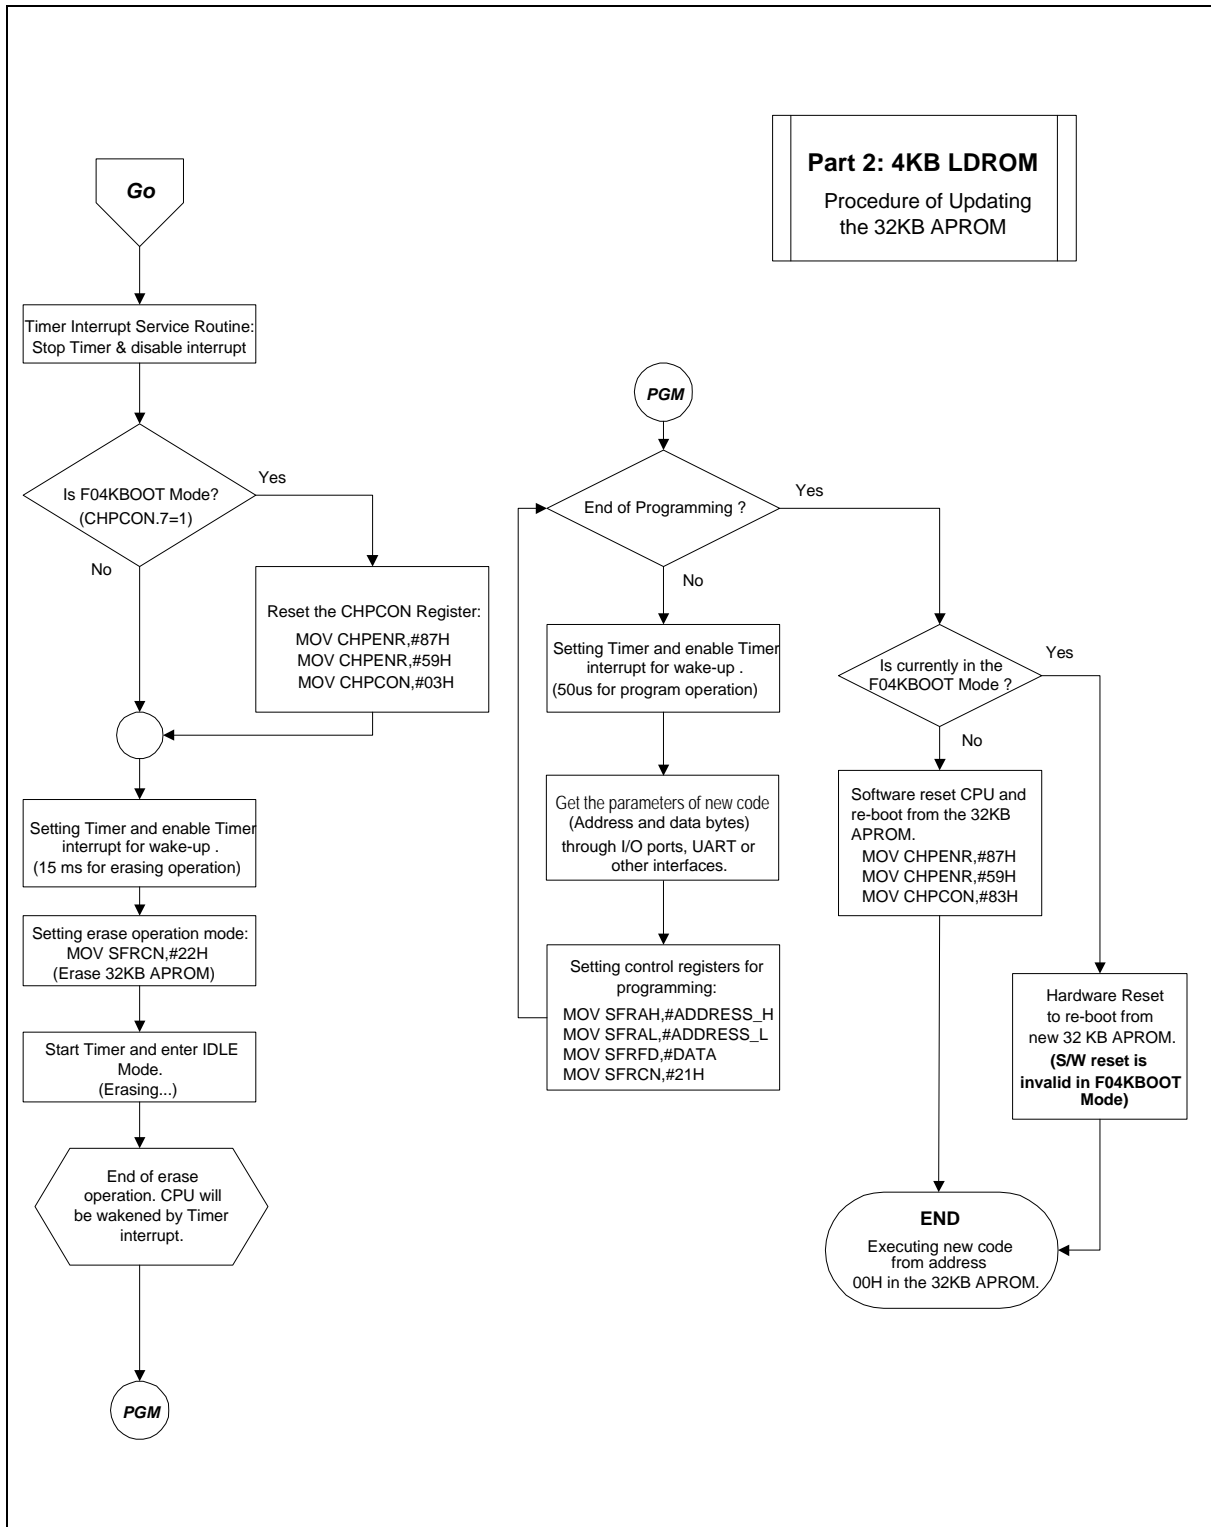 Part 2: 4KB LDROM
Procedure of Updating
the 32KB APROM
Go
Timer Interrupt Service Routine:
Stop Timer & disable interrupt
Is F04KBOOT Mode?
(CHPCON.7=1)
Yes
No
Reset the CHPCON Register:
MOV CHPENR,#87H
MOV CHPENR,#59H
MOV CHPCON,#03H
Setting Timer and enable Timer
interrupt for wake-up .
(15 ms for erasing operation)
Setting erase operation mode:
MOV SFRCN,#22H
(Erase 32KB APROM)
Start Timer and enter IDLE
Mode.
(Erasing...)
End of erase
operation. CPU will
be wakened by Timer
interrupt.
PGM
PGM
End of Programming ?
Yes
No
Setting Timer and enable Timer
interrupt for wake-up .
(50us for program operation)
Get the parameters of new code
(Address and data bytes)
through I/O ports, UART or
other interfaces.
Setting control registers for
programming:
MOV SFRAH,#ADDRESS_H
MOV SFRAL,#ADDRESS_L
MOV SFRFD,#DATA
MOV SFRCN,#21H
Is currently in the
F04KBOOT Mode ?
Yes
No
Software reset CPU and
re-boot from the 32KB
APROM.
MOV CHPENR,#87H
MOV CHPENR,#59H
MOV CHPCON,#83H
Hardware Reset
to re-boot from
new 32 KB APROM.
(S/W reset is
invalid in F04KBOOT
Mode)
END
Executing new code
from address
00H in the 32KB APROM.